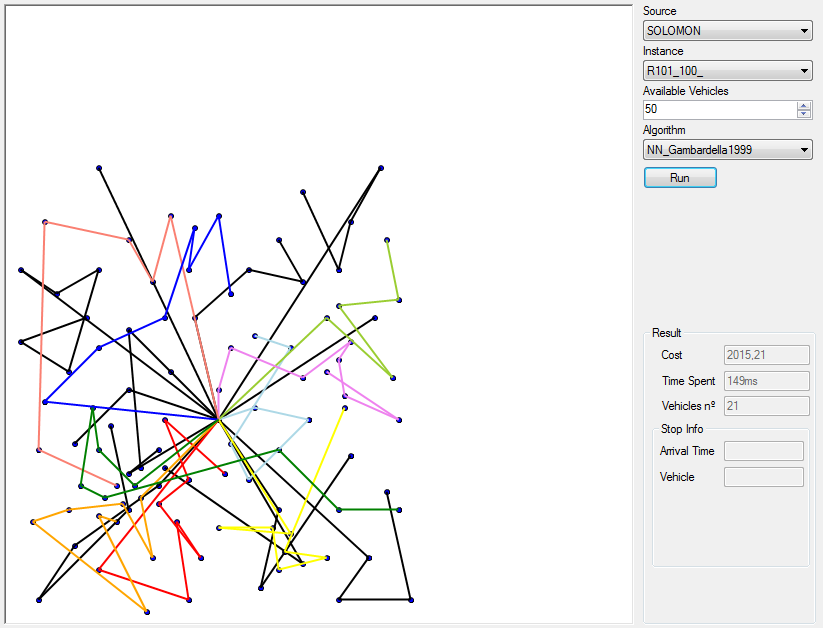 Source
SOLOMON
Instance
R101_100_
Available Vehicles
50
Algorithm
NN_Gambardella1999
Run
Result
Cost 2015,21
Time Spent 149ms
Vehicles nº 21
Stop Info
Arrival Time
Vehicle